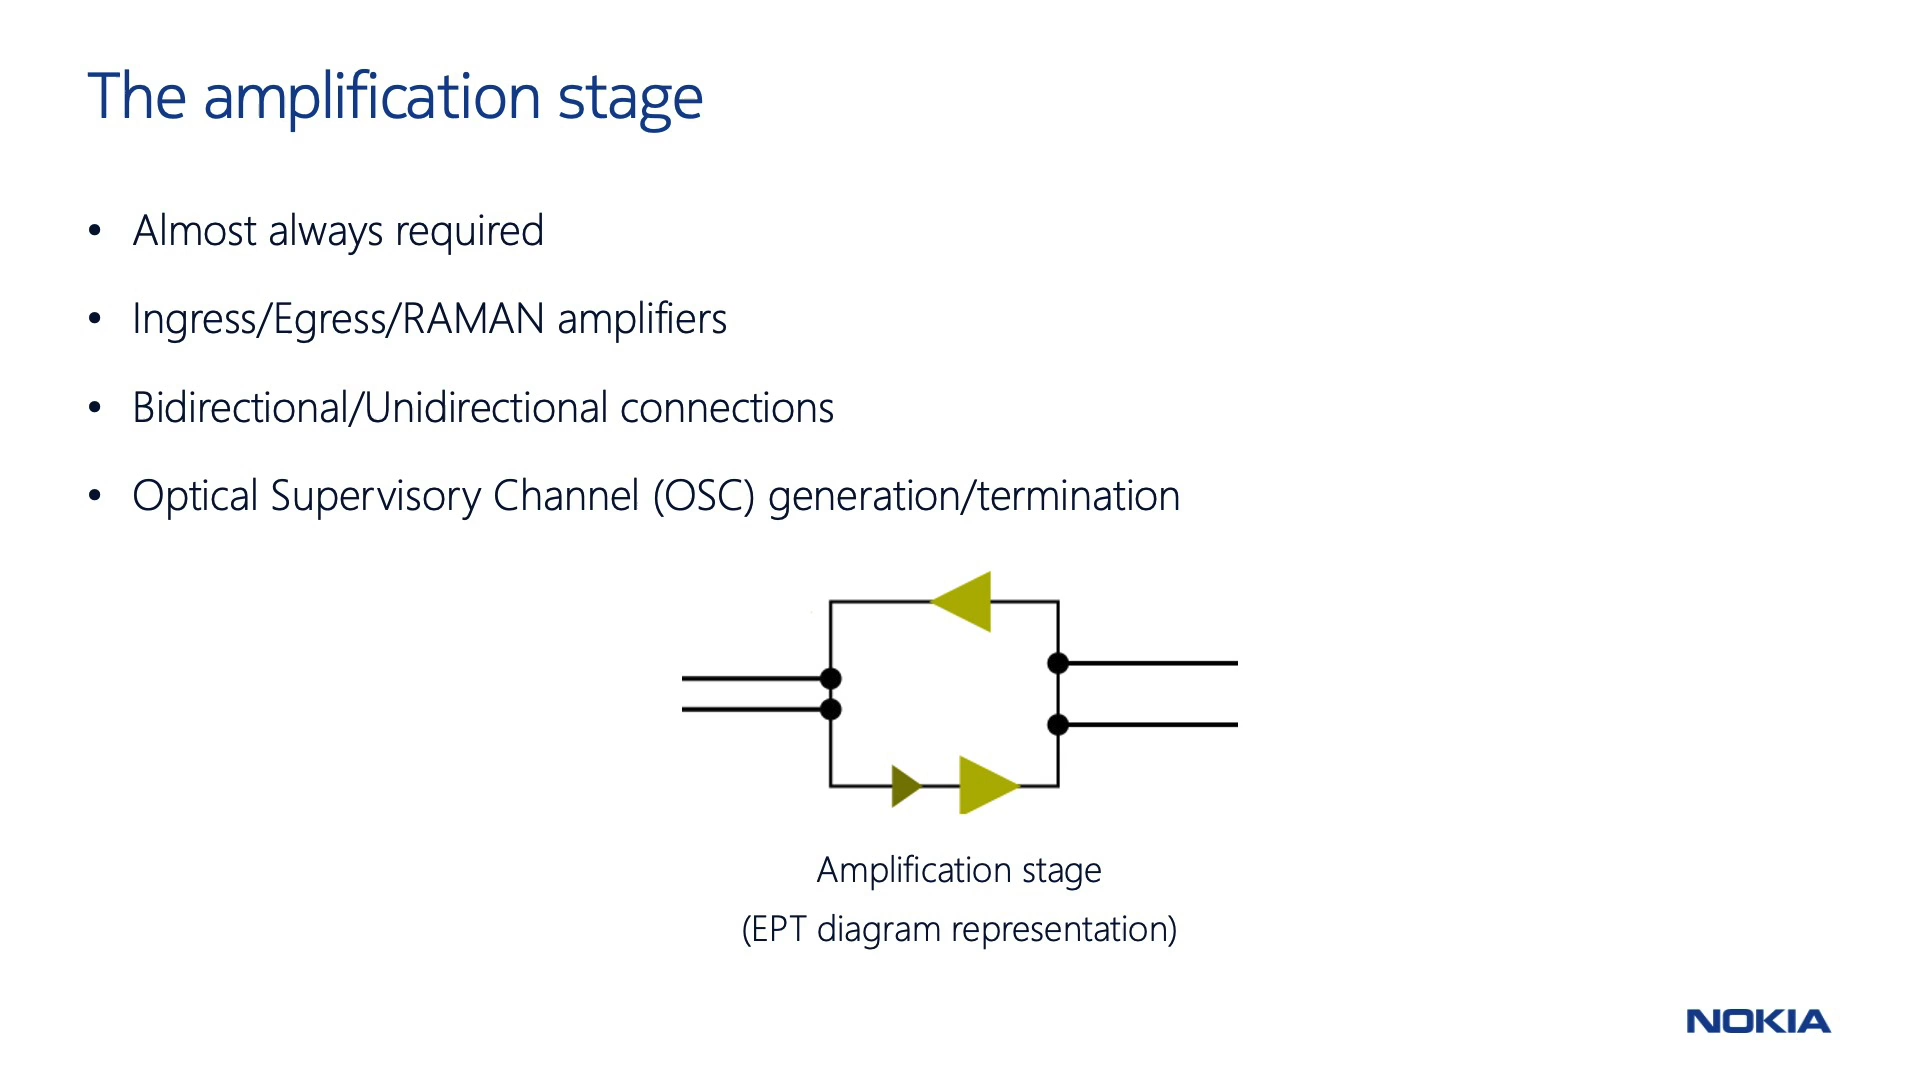 The amplification stage
• Almost always required
• Ingress/Egress/RAMAN amplifiers
• Bidirectional/Unidirectional connections
• Optical Supervisory Channel (OSC) generation/termination
Amplification stage
(EPT diagram representation)
NOKIA